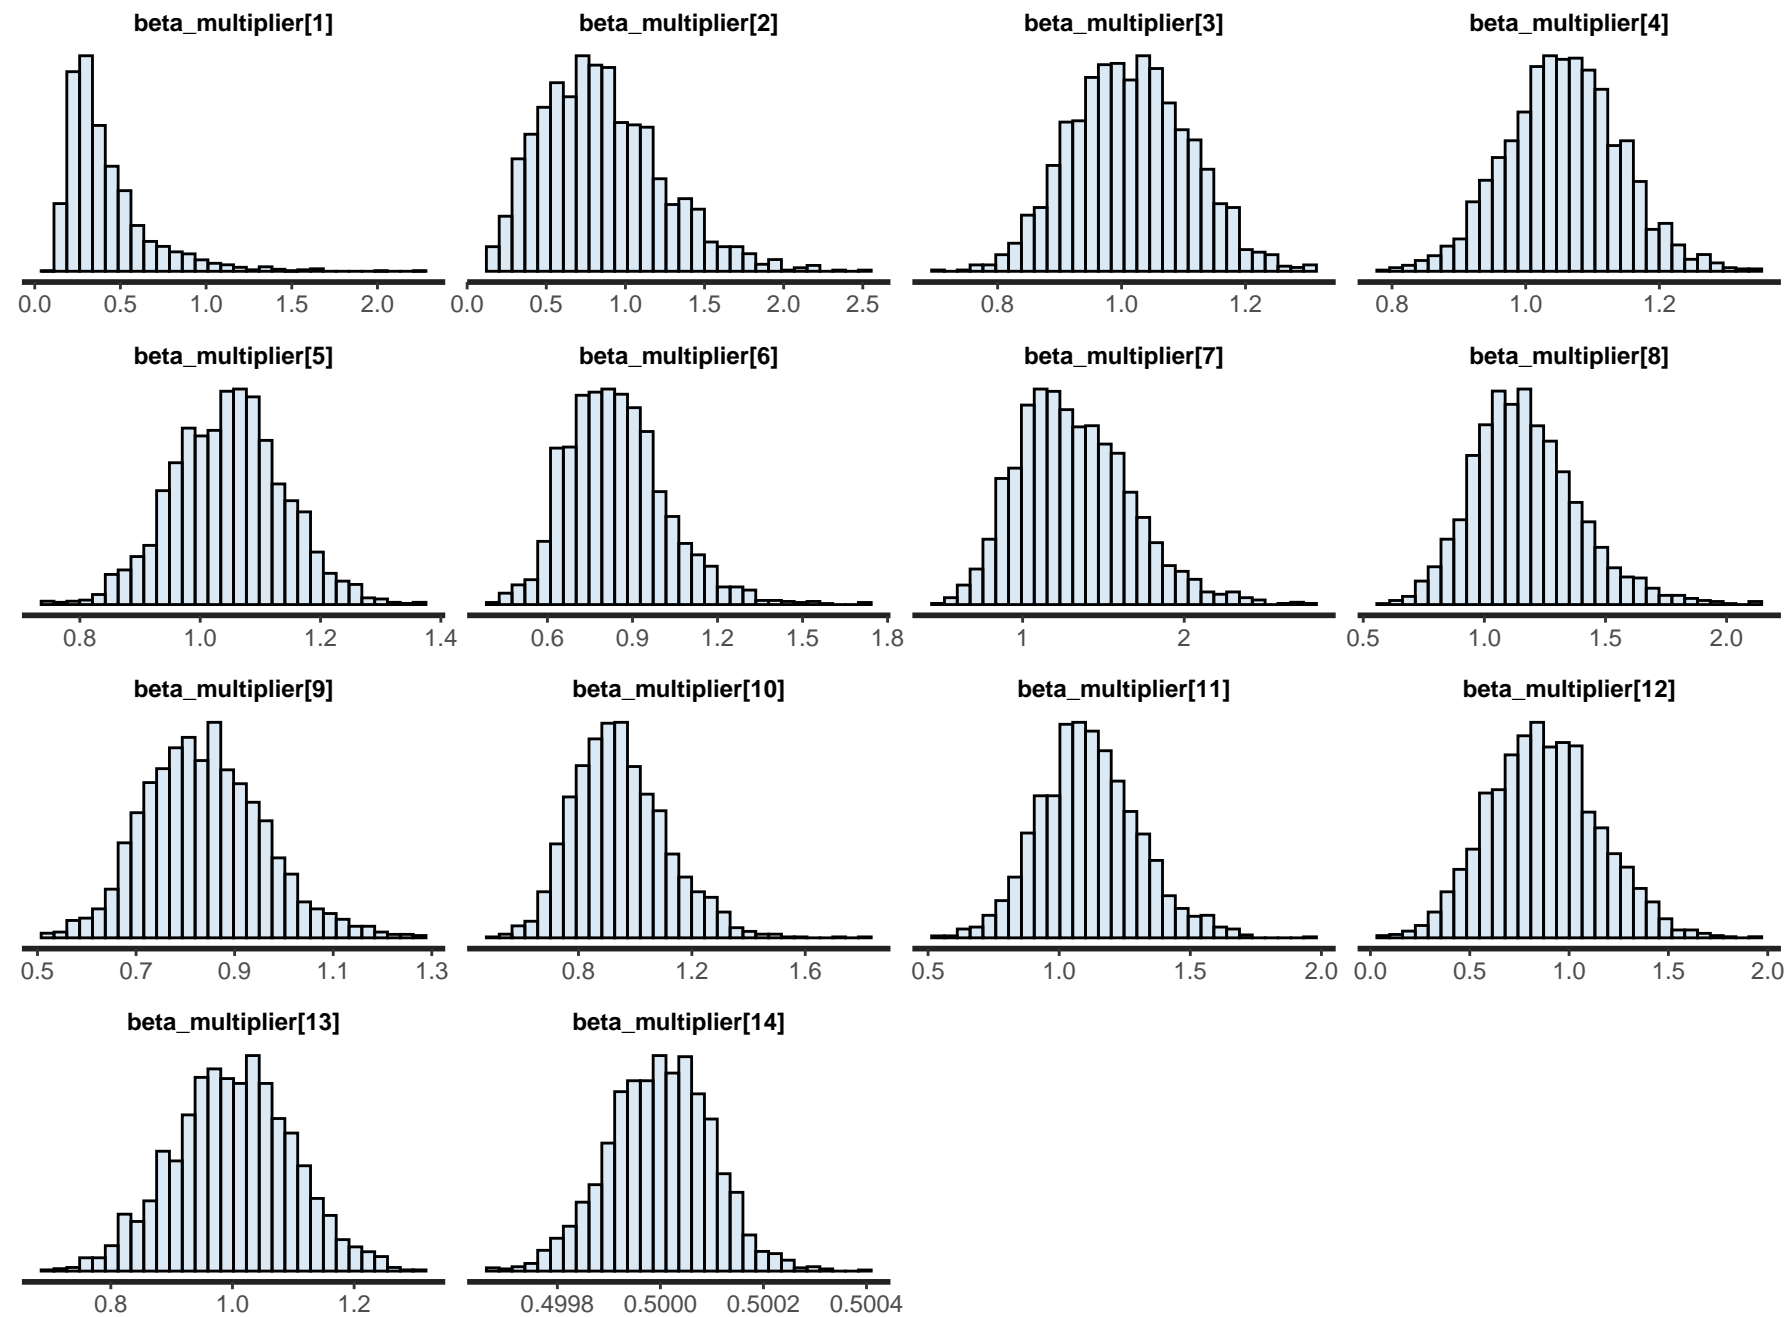 beta_multiplier[1] beta_multiplier[2] beta_multiplier[3] beta_multiplier[4]
0.0 0.5 1.0 1.5 2.0 0.0 0.5 1.0 1.5 2.0 2.5 0.8 1.0 1.2 0.8 1.0 1.2
beta_multiplier[5] beta_multiplier[6] beta_multiplier[7] beta_multiplier[8]
0.8 1.0 1.2 1.4 0.6 0.9 1.2 1.5 1.8 1 2 0.5 1.0 1.5 2.0
beta_multiplier[9] beta_multiplier[10] beta_multiplier[11] beta_multiplier[12]
0.5 0.7 0.9 1.1 1.3 0.8 1.2 1.6 0.5 1.0 1.5 2.0 0.0 0.5 1.0 1.5 2.0
beta_multiplier[13] beta_multiplier[14]
0.8 1.0 1.2 0.4998 0.5000 0.5002 0.5004